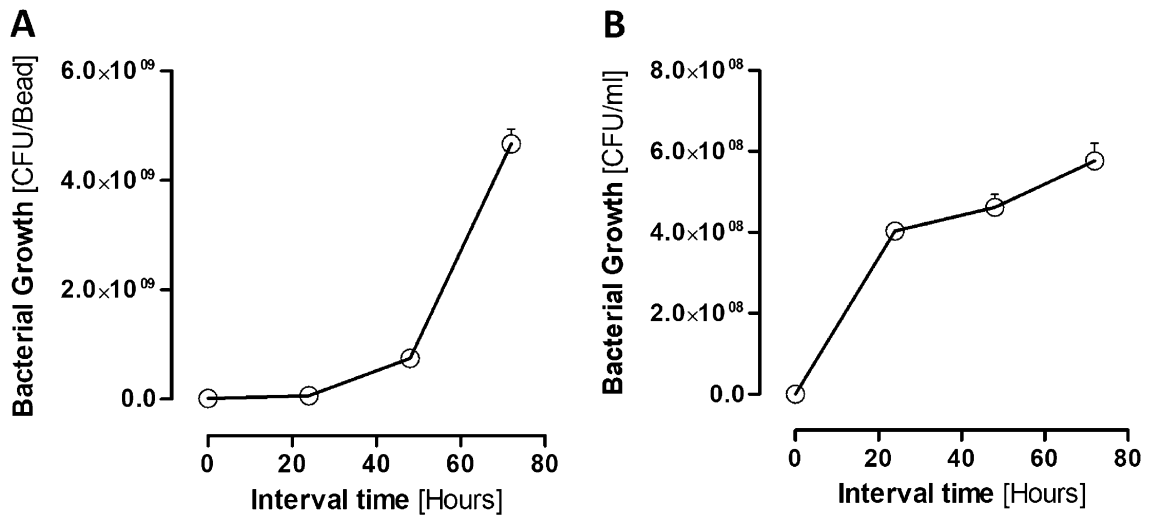 A
Bacterial Growth [CFU/Bead]
6.0×10 09
4.0×10 09
2.0×10 09
0.0
0 20 40 60 80
Interval time [Hours]
B
Bacterial Growth [CFU/ml]
8.0×10 08
6.0×10 08
4.0×10 08
2.0×10 08
0.0
0 20 40 60 80
Interval time [Hours]